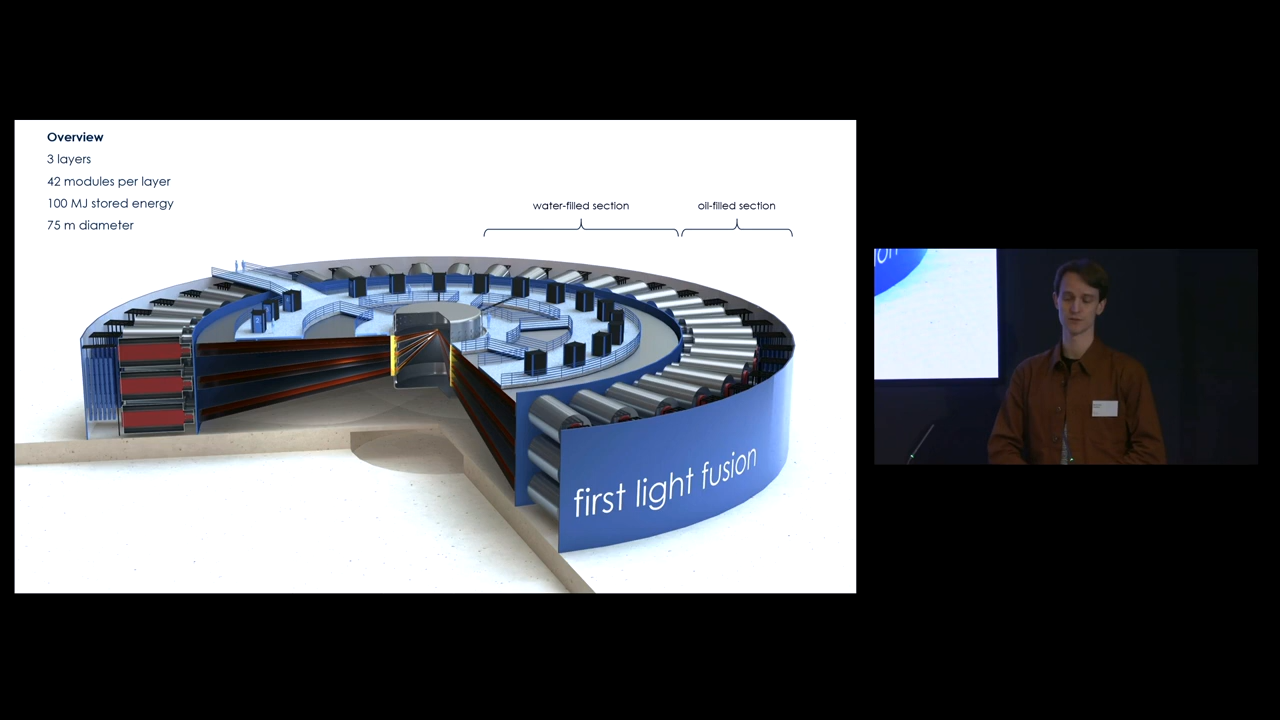 Overview
3 layers
42 modules per layer
100 MJ stored energy
75 m diameter
water-filled section
oil-filled section
first light fusion